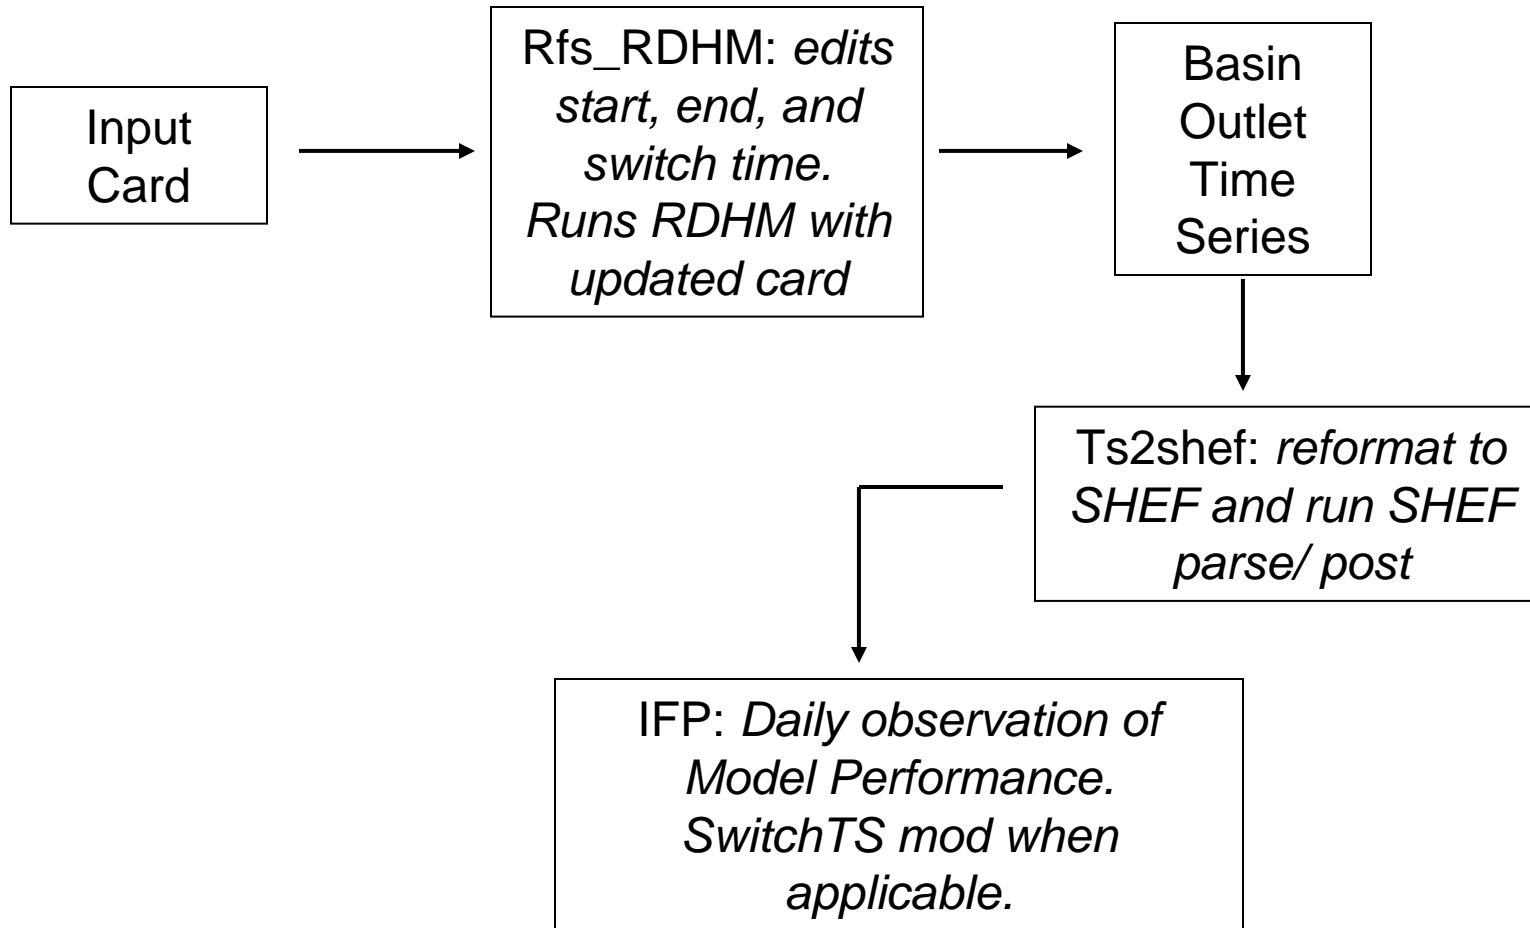 Input
Card
Rfs_RDHM: edits
start, end, and
switch time.
Runs RDHM with
updated card
Basin
Outlet
Time
Series
Ts2shef: reformat to
SHEF and run SHEF
parse/ post
IFP: Daily observation of
Model Performance.
SwitchTS mod when
applicable.